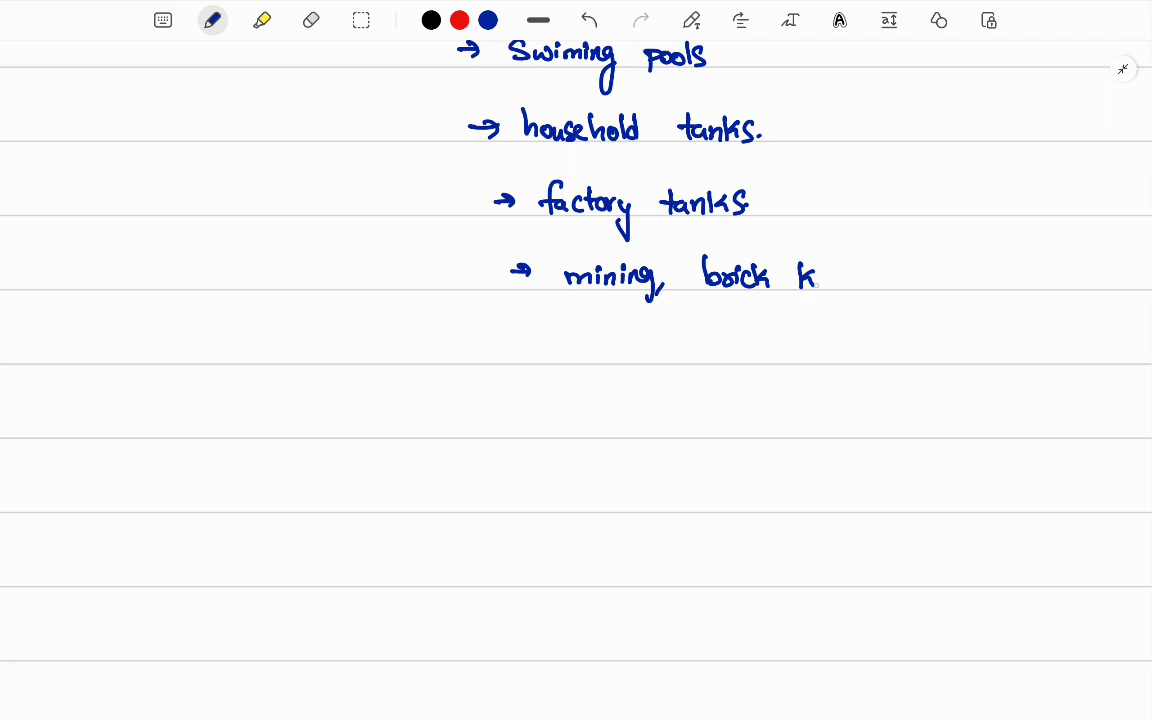 → Swiming pools
→ household tanks.
→ factory tanks.
→ mining, brick k